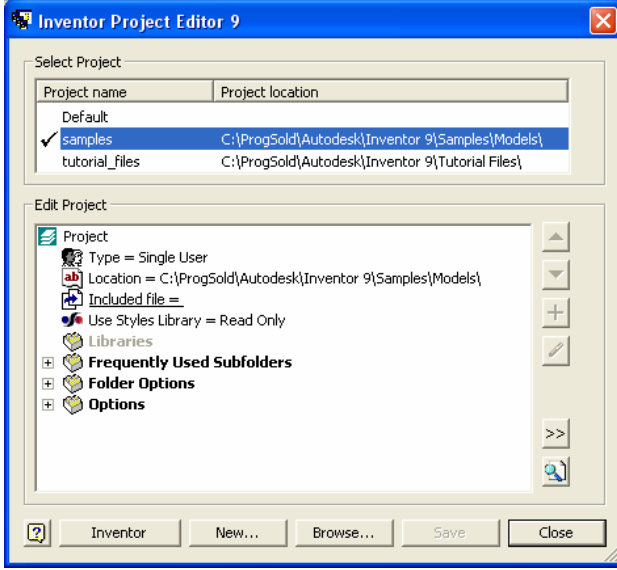 Inventor Project Editor 9
Select Project
Project name Project location
Default
samples C:\ProgSold\Autodesk\Inventor 9\Samples\Models\
tutorial_files C:\ProgSold\Autodesk\Inventor 9\Tutorial Files\
Edit Project
Project
Type = Single User
ab Location = C:\ProgSold\Autodesk\Inventor 9\Samples\Models\
Included file =
Use Styles Library = Read Only
Libraries
Frequently Used Subfolders
Folder Options
Options
>>
? Inventor New... Browse... Save Close